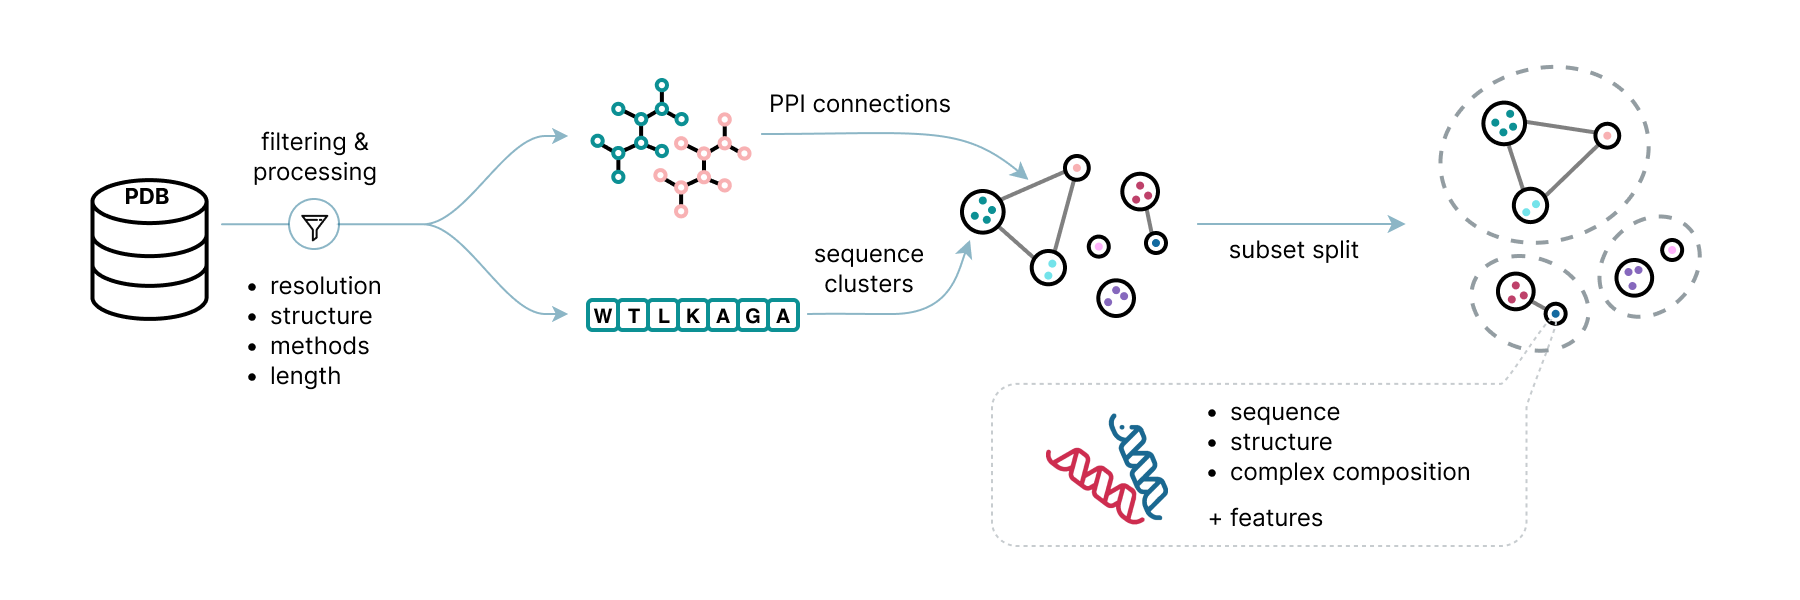 PDB
filtering &
processing
• resolution
• structure
• methods
• length
PPI connections
W T L K A G A
sequence
clusters
subset split
• sequence
• structure
• complex composition
+ features